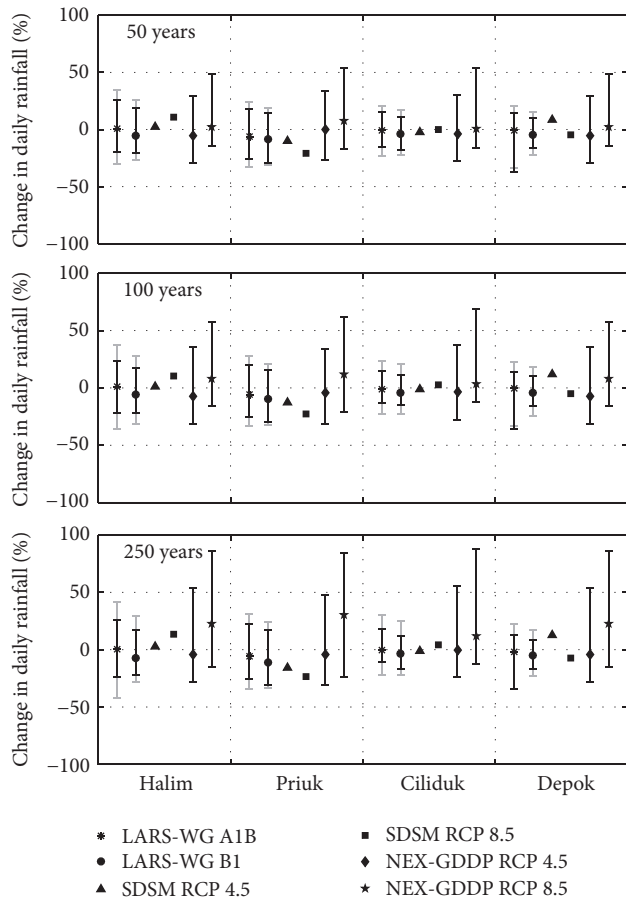 50 years
Change in daily rainfall (%)
100
50
0
−50
−100
100 years
Change in daily rainfall (%)
100
50
0
−50
−100
250 years
Change in daily rainfall (%)
100
50
0
−50
−100
Halim Priuk Ciliduk Depok
LARS-WG A1B
LARS-WG B1
SDSM RCP 4.5
SDSM RCP 8.5
NEX-GDDP RCP 4.5
NEX-GDDP RCP 8.5